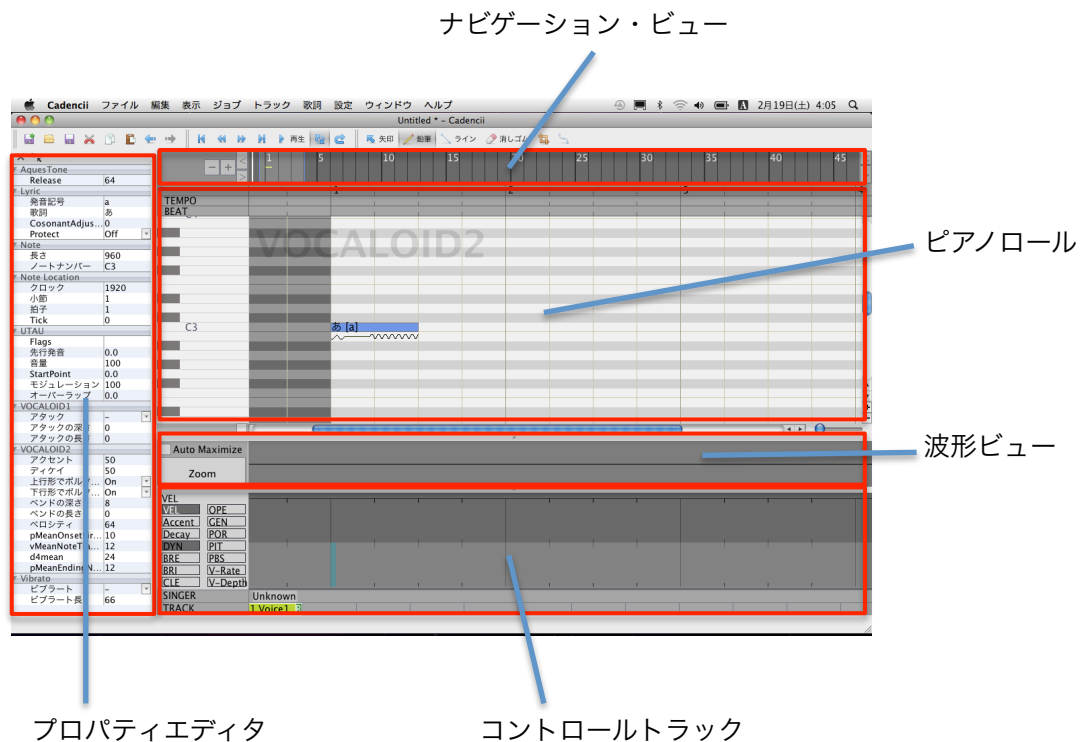 ナビゲーション・ビュー
Cadencii ファイル 編集 表示 ジョブ トラック 歌詞 設定 ウィンドウ ヘルプ 2月19日(土) 4:05
Untitled * – Cadencii
再生 矢印 鉛筆 ライン 消しゴム
1 5 10 15 20 25 30 35 40 45
AquesTone
Release 64
Lyric
発音記号 a
歌詞 あ
CosonantAdjus... 0
Protect Off
Note
長さ 960
ノートナンバー C3
Note Location
クロック 1920
小節 1
拍子 1
Tick 0
UTAU
Flags
先行発音 0.0
音量 100
StartPoint 0.0
モジュレーション 100
オーバーラップ 0.0
VOCALOID1
アタック –
アタックの深さ 0
アタックの長さ 0
VOCALOID2
アクセント 50
ディケイ 50
上行形でポルタ... On
下行形でポルタ... On
ベンドの深さ 8
ベンドの長さ 0
ベロシティ 64
pMeanOnsetFir... 10
vMeanNoteTra... 12
d4mean 24
pMeanEndingN... 12
Vibrato
ビブラート –
ビブラート長 66
1 2 3 4
TEMPO
BEAT
VOCALOID2
C3
あ [a]
ピアノロール
Auto Maximize
Zoom
波形ビュー
VEL
VEL OPE
Accent GEN
Decay POR
DYN PIT
BRE PBS
BRI V-Rate
CLE V-Depth
SINGER Unknown
TRACK 1 Voice1
プロパティエディタ
コントロールトラック